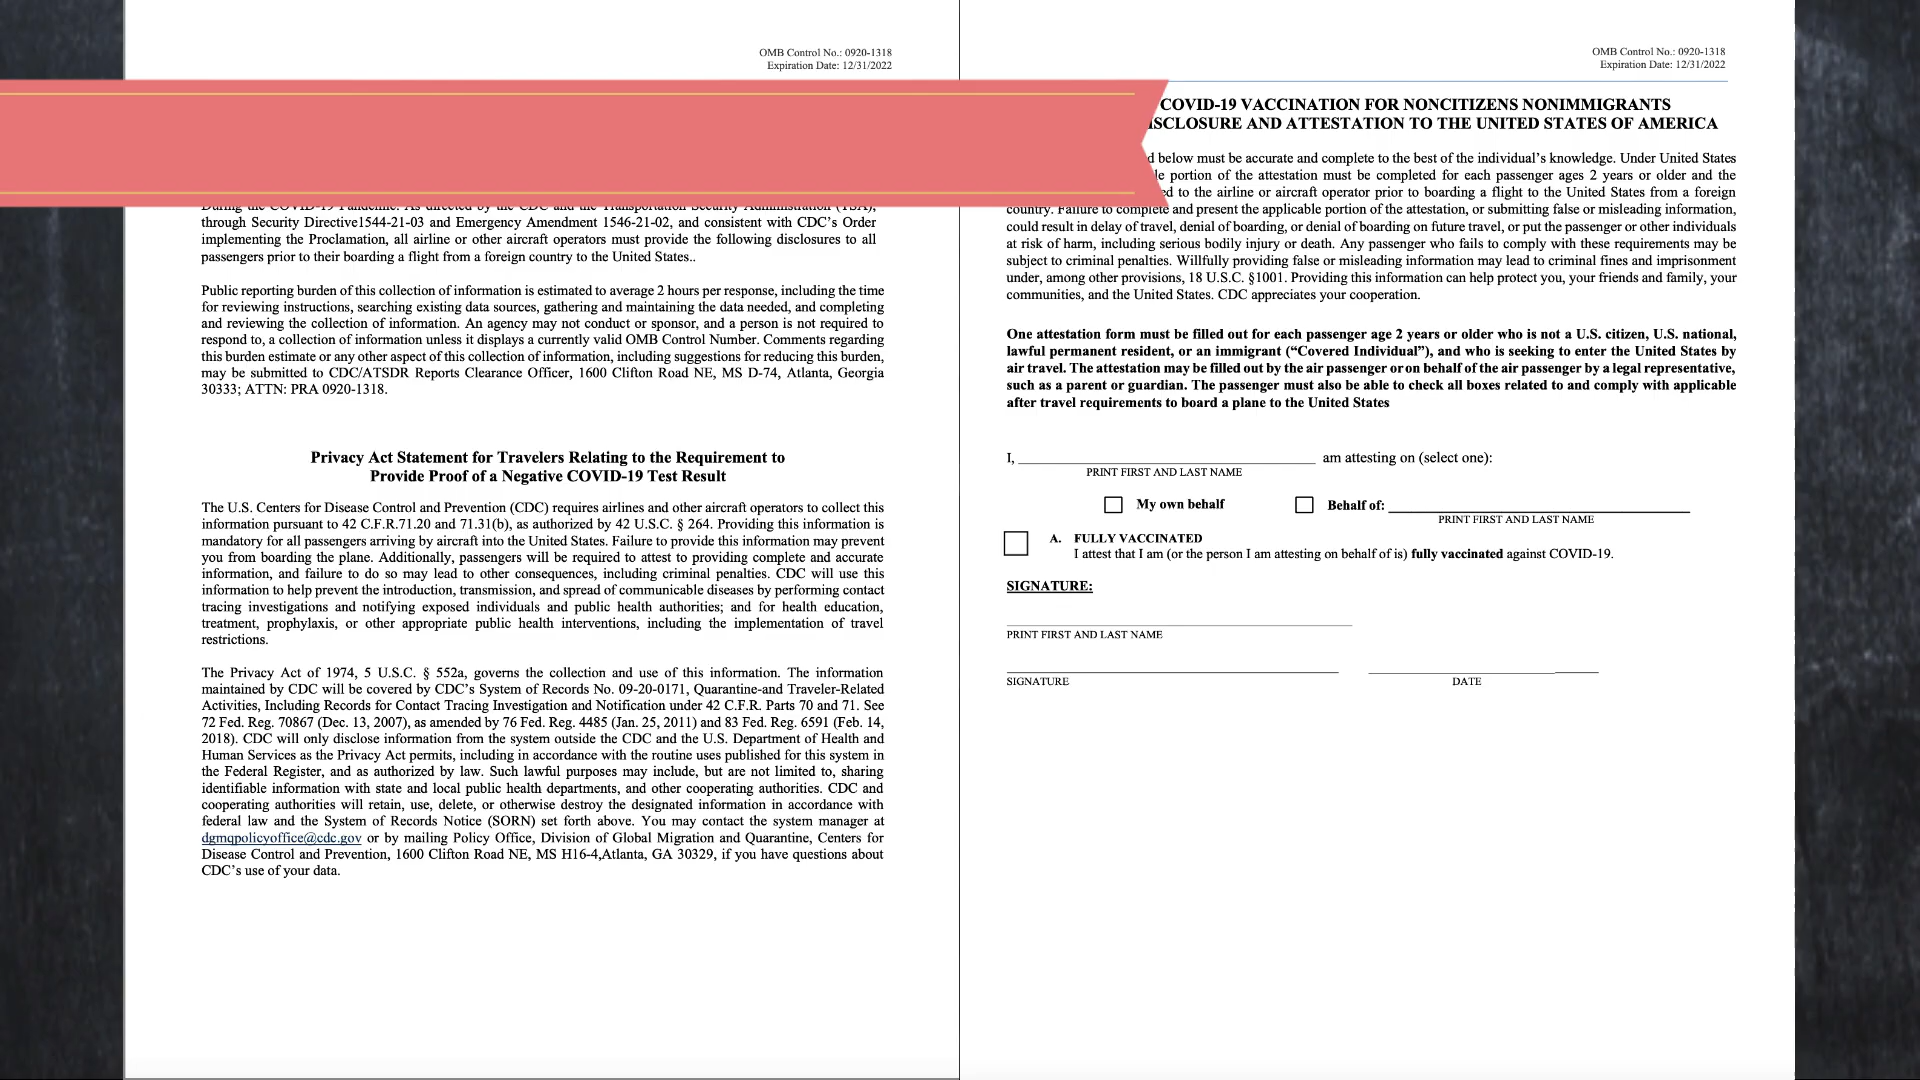 OMB Control No.: 0920-1318
Expiration Date: 12/31/2022
During the COVID-19 Pandemic. As directed by the CDC and the Transportation Security Administration (TSA),
through Security Directive1544-21-03 and Emergency Amendment 1546-21-02, and consistent with CDC's Order
implementing the Proclamation, all airline or other aircraft operators must provide the following disclosures to all
passengers prior to their boarding a flight from a foreign country to the United States..
Public reporting burden of this collection of information is estimated to average 2 hours per response, including the time
for reviewing instructions, searching existing data sources, gathering and maintaining the data needed, and completing
and reviewing the collection of information. An agency may not conduct or sponsor, and a person is not required to
respond to, a collection of information unless it displays a currently valid OMB Control Number. Comments regarding
this burden estimate or any other aspect of this collection of information, including suggestions for reducing this burden,
may be submitted to CDC/ATSDR Reports Clearance Officer, 1600 Clifton Road NE, MS D-74, Atlanta, Georgia
30333; ATTN: PRA 0920-1318.
Privacy Act Statement for Travelers Relating to the Requirement to
Provide Proof of a Negative COVID-19 Test Result
The U.S. Centers for Disease Control and Prevention (CDC) requires airlines and other aircraft operators to collect this
information pursuant to 42 C.F.R.71.20 and 71.31(b), as authorized by 42 U.S.C. § 264. Providing this information is
mandatory for all passengers arriving by aircraft into the United States. Failure to provide this information may prevent
you from boarding the plane. Additionally, passengers will be required to attest to providing complete and accurate
information, and failure to do so may lead to other consequences, including criminal penalties. CDC will use this
information to help prevent the introduction, transmission, and spread of communicable diseases by performing contact
tracing investigations and notifying exposed individuals and public health authorities; and for health education,
treatment, prophylaxis, or other appropriate public health interventions, including the implementation of travel
restrictions.
The Privacy Act of 1974, 5 U.S.C. § 552a, governs the collection and use of this information. The information
maintained by CDC will be covered by CDC's System of Records No. 09-20-0171, Quarantine-and Traveler-Related
Activities, Including Records for Contact Tracing Investigation and Notification under 42 C.F.R. Parts 70 and 71. See
72 Fed. Reg. 70867 (Dec. 13, 2007), as amended by 76 Fed. Reg. 4485 (Jan. 25, 2011) and 83 Fed. Reg. 6591 (Feb. 14,
2018). CDC will only disclose information from the system outside the CDC and the U.S. Department of Health and
Human Services as the Privacy Act permits, including in accordance with the routine uses published for this system in
the Federal Register, and as authorized by law. Such lawful purposes may include, but are not limited to, sharing
identifiable information with state and local public health departments, and other cooperating authorities. CDC and
cooperating authorities will retain, use, delete, or otherwise destroy the designated information in accordance with
federal law and the System of Records Notice (SORN) set forth above. You may contact the system manager at
dgmqpolicyoffice@cdc.gov or by mailing Policy Office, Division of Global Migration and Quarantine, Centers for
Disease Control and Prevention, 1600 Clifton Road NE, MS H16-4,Atlanta, GA 30329, if you have questions about
CDC's use of your data.
OMB Control No.: 0920-1318
Expiration Date: 12/31/2022
COVID-19 VACCINATION FOR NONCITIZENS NONIMMIGRANTS
ISCLOSURE AND ATTESTATION TO THE UNITED STATES OF AMERICA
d below must be accurate and complete to the best of the individual's knowledge. Under United States
le portion of the attestation must be completed for each passenger ages 2 years or older and the
ed to the airline or aircraft operator prior to boarding a flight to the United States from a foreign
country. Failure to complete and present the applicable portion of the attestation, or submitting false or misleading information,
could result in delay of travel, denial of boarding, or denial of boarding on future travel, or put the passenger or other individuals
at risk of harm, including serious bodily injury or death. Any passenger who fails to comply with these requirements may be
subject to criminal penalties. Willfully providing false or misleading information may lead to criminal fines and imprisonment
under, among other provisions, 18 U.S.C. §1001. Providing this information can help protect you, your friends and family, your
communities, and the United States. CDC appreciates your cooperation.
One attestation form must be filled out for each passenger age 2 years or older who is not a U.S. citizen, U.S. national,
lawful permanent resident, or an immigrant (“Covered Individual”), and who is seeking to enter the United States by
air travel. The attestation may be filled out by the air passenger or on behalf of the air passenger by a legal representative,
such as a parent or guardian. The passenger must also be able to check all boxes related to and comply with applicable
after travel requirements to board a plane to the United States
I, am attesting on (select one):
PRINT FIRST AND LAST NAME
My own behalf Behalf of:
PRINT FIRST AND LAST NAME
A. FULLY VACCINATED
I attest that I am (or the person I am attesting on behalf of is) fully vaccinated against COVID-19.
SIGNATURE:
PRINT FIRST AND LAST NAME
SIGNATURE DATE